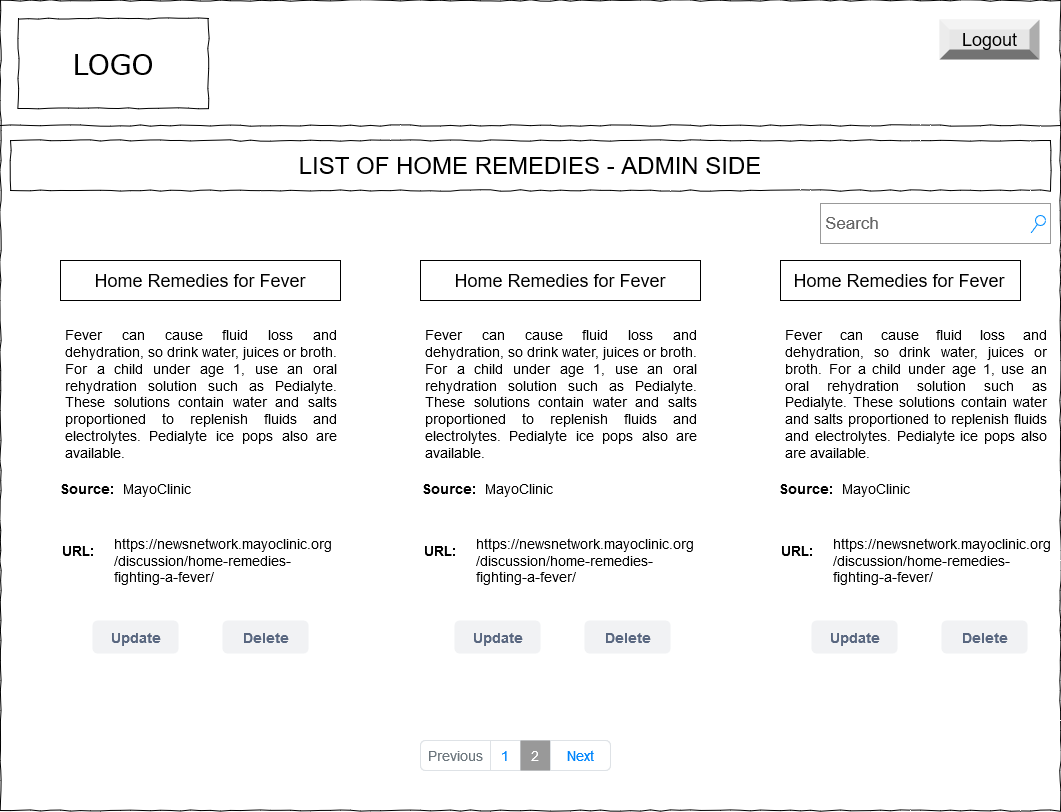 LOGO
Logout
LIST OF HOME REMEDIES - ADMIN SIDE
Search
Home Remedies for Fever
Fever can cause fluid loss and
dehydration, so drink water, juices or broth.
For a child under age 1, use an oral
rehydration solution such as Pedialyte.
These solutions contain water and salts
proportioned to replenish fluids and
electrolytes. Pedialyte ice pops also are
available.
Source: MayoClinic
URL: https://newsnetwork.mayoclinic.org
/discussion/home-remedies-
fighting-a-fever/
Update Delete
Home Remedies for Fever
Fever can cause fluid loss and
dehydration, so drink water, juices or broth.
For a child under age 1, use an oral
rehydration solution such as Pedialyte.
These solutions contain water and salts
proportioned to replenish fluids and
electrolytes. Pedialyte ice pops also are
available.
Source: MayoClinic
URL: https://newsnetwork.mayoclinic.org
/discussion/home-remedies-
fighting-a-fever/
Update Delete
Home Remedies for Fever
Fever can cause fluid loss and
dehydration, so drink water, juices or
broth. For a child under age 1, use an
oral rehydration solution such as
Pedialyte. These solutions contain water
and salts proportioned to replenish fluids
and electrolytes. Pedialyte ice pops also
are available.
Source: MayoClinic
URL: https://newsnetwork.mayoclinic.org
/discussion/home-remedies-
fighting-a-fever/
Update Delete
Previous 1 2 Next